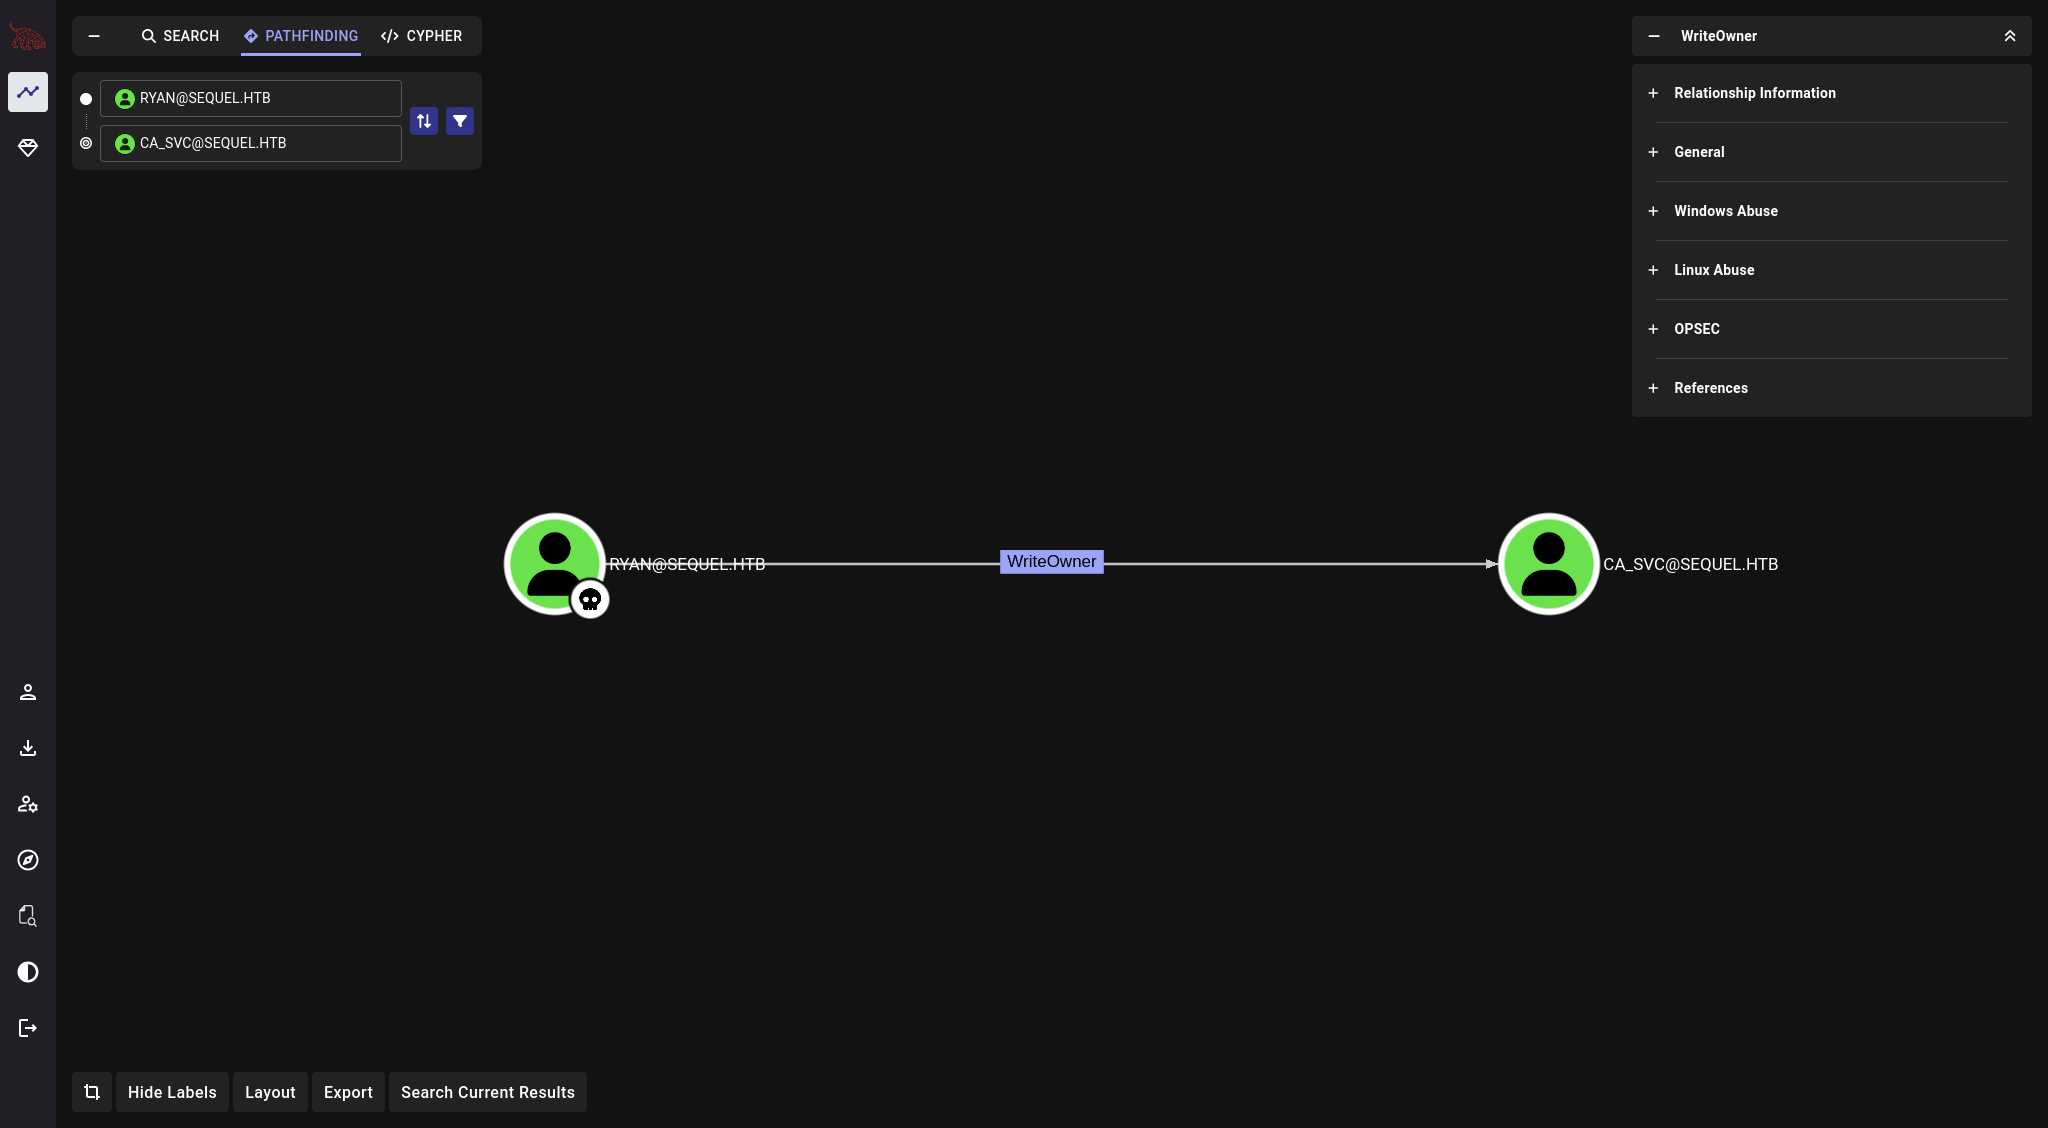 SEARCH PATHFINDING CYPHER
RYAN@SEQUEL.HTB
CA_SVC@SEQUEL.HTB
WriteOwner
Relationship Information
General
Windows Abuse
Linux Abuse
OPSEC
References
RYAN@SEQUEL.HTB WriteOwner CA_SVC@SEQUEL.HTB
Hide Labels Layout Export Search Current Results